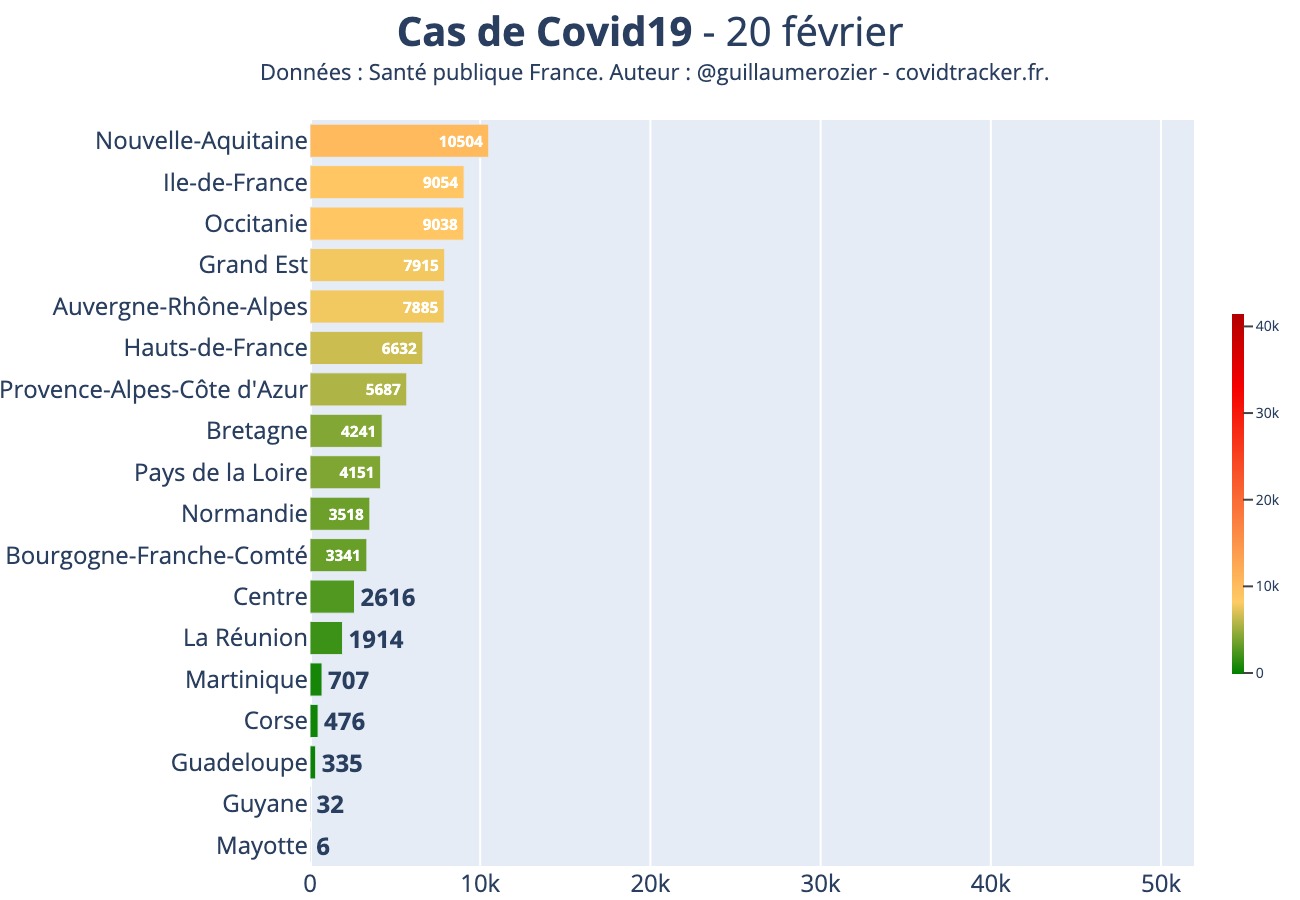 Cas de Covid19 - 20 février
Données : Santé publique France. Auteur : @guillaumerozier - covidtracker.fr.
Nouvelle-Aquitaine 10504
Ile-de-France 9054
Occitanie 9038
Grand Est 7915
Auvergne-Rhône-Alpes 7885
Hauts-de-France 6632
Provence-Alpes-Côte d'Azur 5687
Bretagne 4241
Pays de la Loire 4151
Normandie 3518
Bourgogne-Franche-Comté 3341
Centre 2616
La Réunion 1914
Martinique 707
Corse 476
Guadeloupe 335
Guyane 32
Mayotte 6
0 10k 20k 30k 40k 50k
40k
30k
20k
10k
0